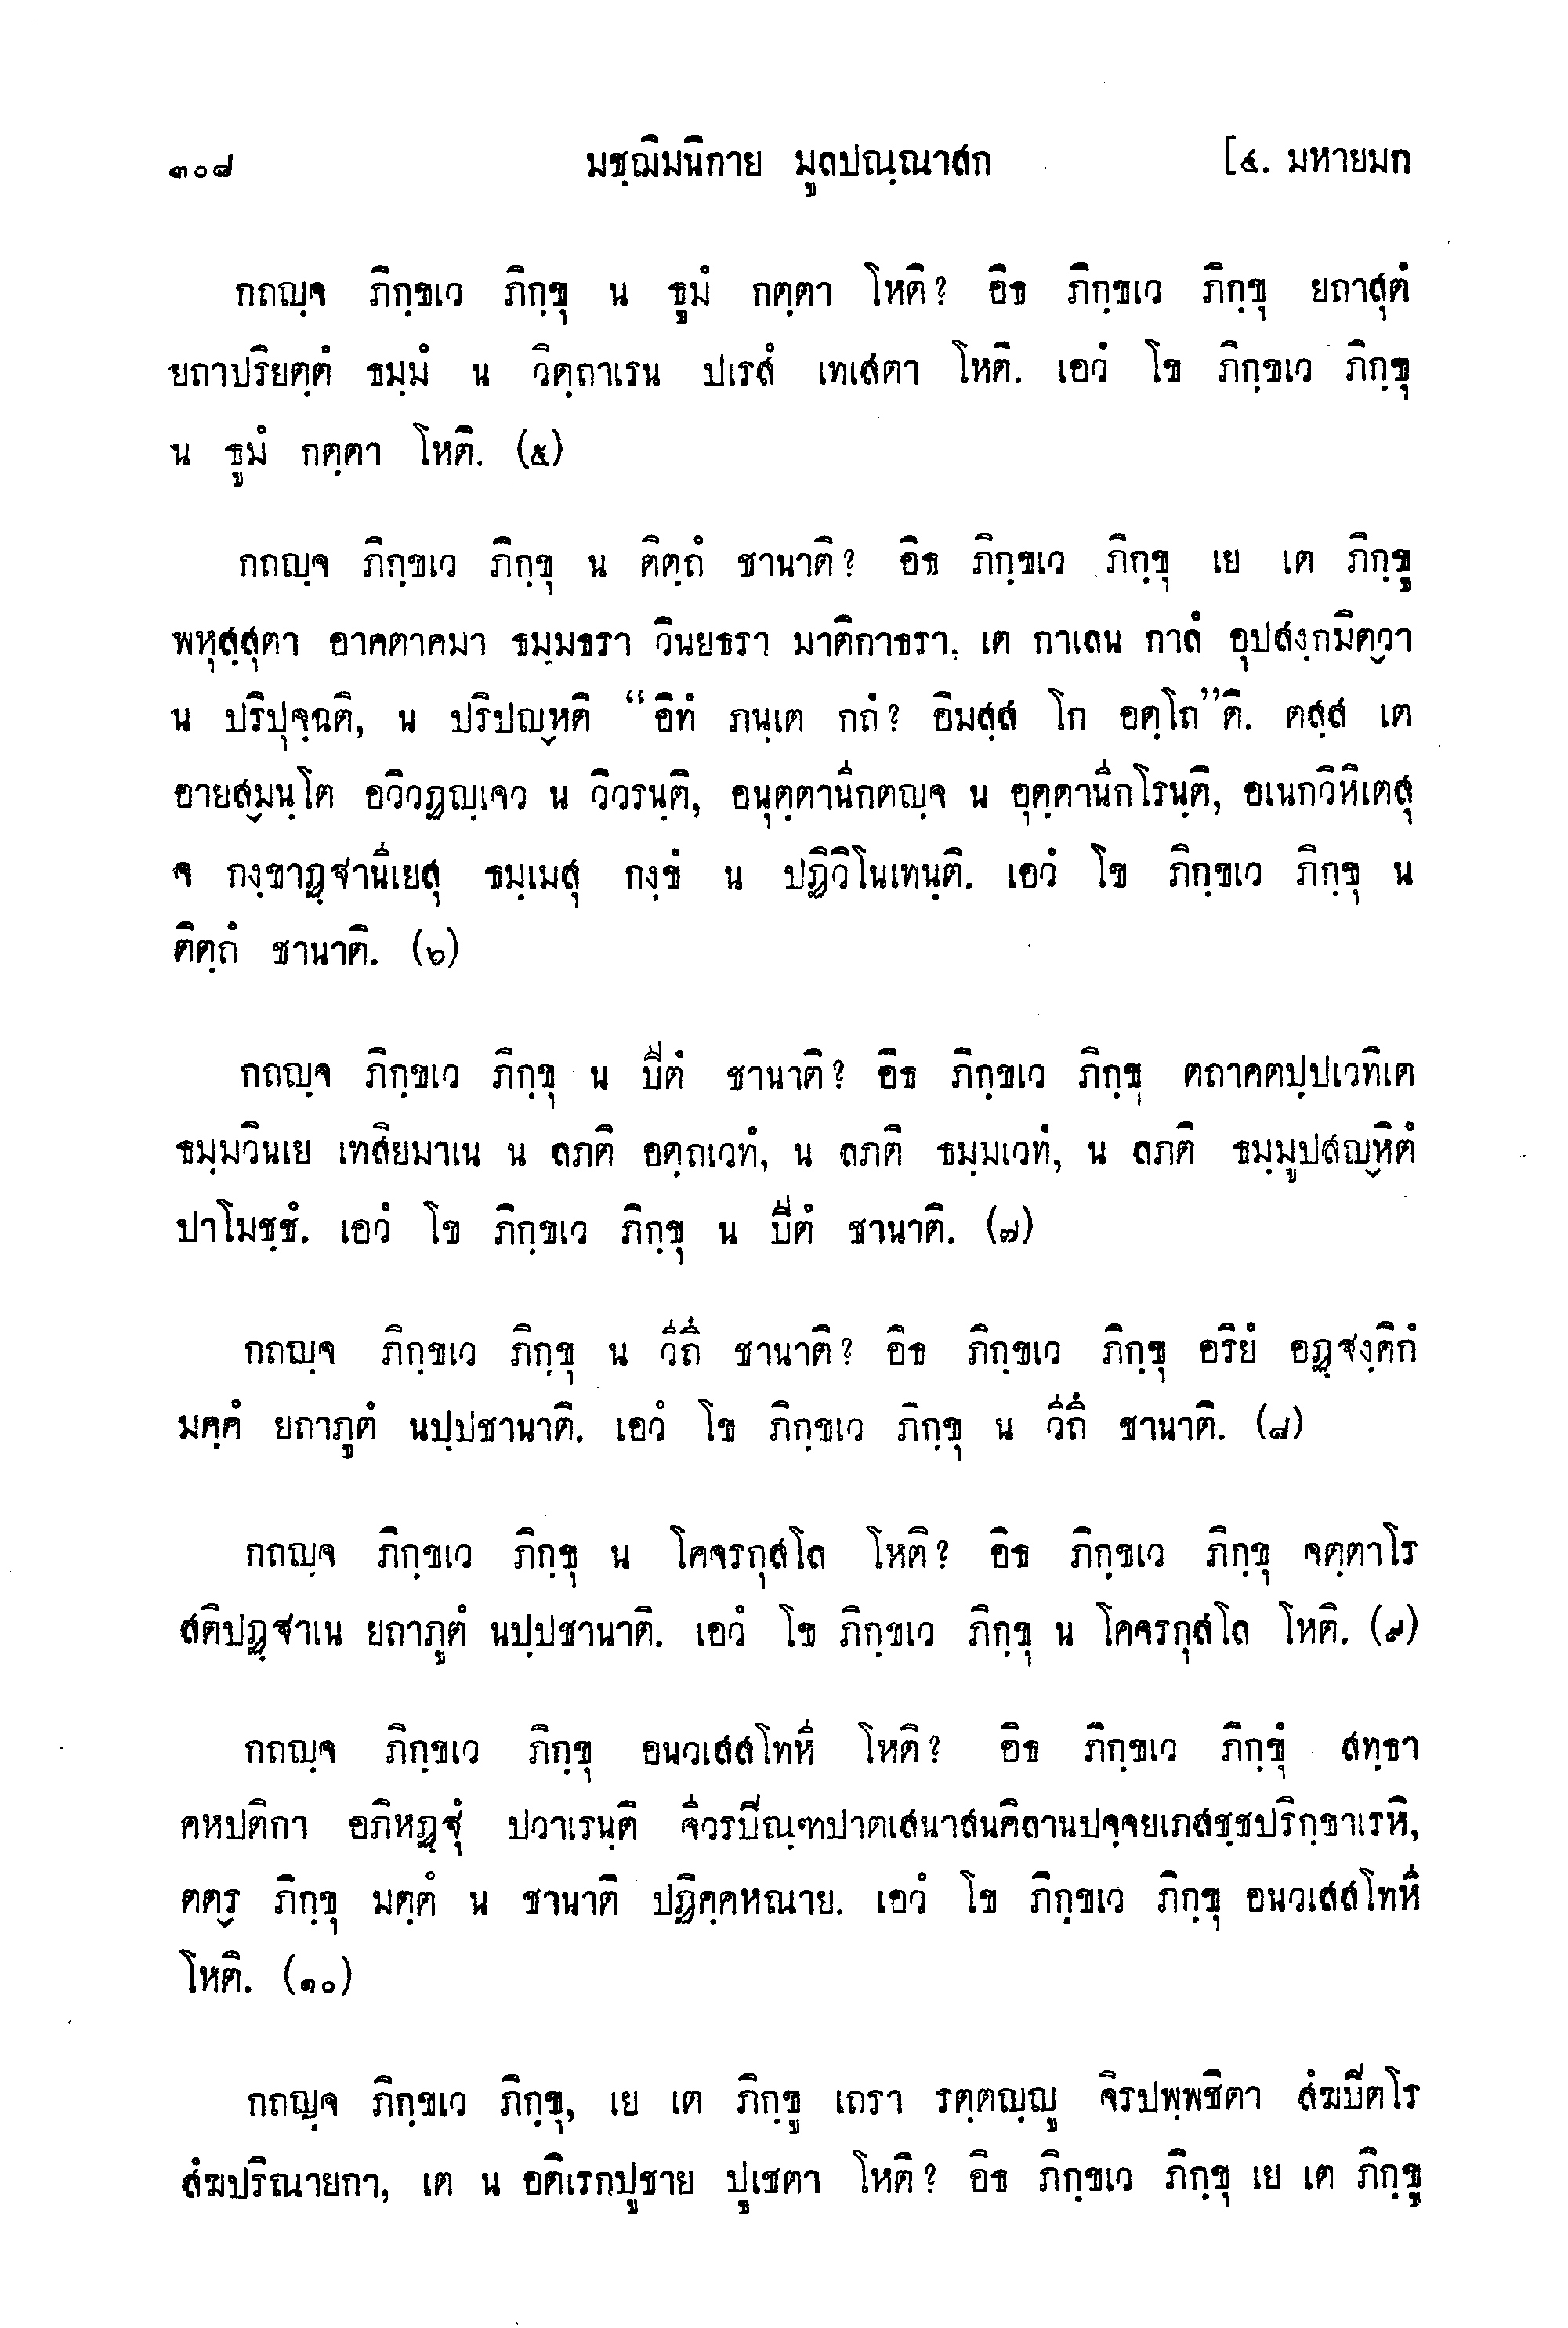 ๓๐๘ มชฺฌิมนิกาย มูลปณฺณาสก [๔. มหายมก
กถญฺจ ภิกฺขเว ภิกฺขุ น ธูมํ กตฺตา โหติ? อิธ ภิกฺขเว ภิกฺขุ ยถาสุตํ
ยถาปริยตฺตํ ธมฺมํ น วิตฺถาเรน ปเรสํ เทเสตา โหติ. เอวํ โข ภิกฺขเว ภิกฺขุ
น ธูมํ กตฺตา โหติ. (๕)
กถญฺจ ภิกฺขเว ภิกฺขุ น ติตฺถํ ชานาติ? อิธ ภิกฺขเว ภิกฺขุ เย เต ภิกฺขู
พหุสฺสุตา อาคตาคมา ธมฺมธรา วินยธรา มาติกาธรา, เต กาเลน กาลํ อุปสงฺกมิตฺวา
น ปริปุจฺฉติ, น ปริปญฺหติ “อิทํ ภนฺเต กถํ? อิมสฺส โก อตฺโถ”ติ. ตสฺส เต
อายสฺมนฺโต อวิวฏญฺเจว น วิวรนฺติ, อนุตฺตานีกตญฺจ น อุตฺตานีกโรนฺติ, อเนกวิหิเตสุ
จ กงฺขาฏฺฐานีเยสุ ธมฺเมสุ กงฺขํ น ปฏิวิโนเทนฺติ. เอวํ โข ภิกฺขเว ภิกฺขุ น
ติตฺถํ ชานาติ. (๖)
กถญฺจ ภิกฺขเว ภิกฺขุ น ปีตํ ชานาติ? อิธ ภิกฺขเว ภิกฺขุ ตถาคตปฺปเวทิเต
ธมฺมวินเย เทสิยมาเน น ลภติ อตฺถเวทํ, น ลภติ ธมฺมเวทํ, น ลภติ ธมฺมูปสญฺหิตํ
ปาโมชฺชํ. เอวํ โข ภิกฺขเว ภิกฺขุ น ปีตํ ชานาติ. (๗)
กถญฺจ ภิกฺขเว ภิกฺขุ น วีถึ ชานาติ? อิธ ภิกฺขเว ภิกฺขุ อริยํ อฏฺฐงฺคิกํ
มคฺคํ ยถาภูตํ นปฺปชานาติ. เอวํ โข ภิกฺขเว ภิกฺขุ น วีถึ ชานาติ. (๘)
กถญฺจ ภิกฺขเว ภิกฺขุ น โคจรกุสโล โหติ? อิธ ภิกฺขเว ภิกฺขุ จตฺตาโร
สติปฏฺฐาเน ยถาภูตํ นปฺปชานาติ. เอวํ โข ภิกฺขเว ภิกฺขุ น โคจรกุสโล โหติ. (๙)
กถญฺจ ภิกฺขเว ภิกฺขุ อนวเสสโทหี โหติ? อิธ ภิกฺขเว ภิกฺขุํ สทฺธา
คหปติกา อภิหฏฺฐุํ ปวาเรนฺติ จีวรปิณฺฑปาตเสนาสนคิลานปจฺจยเภสชฺชปริกฺขาเรหิ,
ตตฺร ภิกฺขุ มตฺตํ น ชานาติ ปฏิคฺคหณาย. เอวํ โข ภิกฺขเว ภิกฺขุ อนวเสสโทหี
โหติ. (๑๐)
กถญฺจ ภิกฺขเว ภิกฺขุ, เย เต ภิกฺขู เถรา รตฺตญฺญู จิรปพฺพชิตา สํฆปิตโร
สํฆปริณายกา, เต น อติเรกปูชาย ปูเชตา โหติ? อิธ ภิกฺขเว ภิกฺขุ เย เต ภิกฺขู